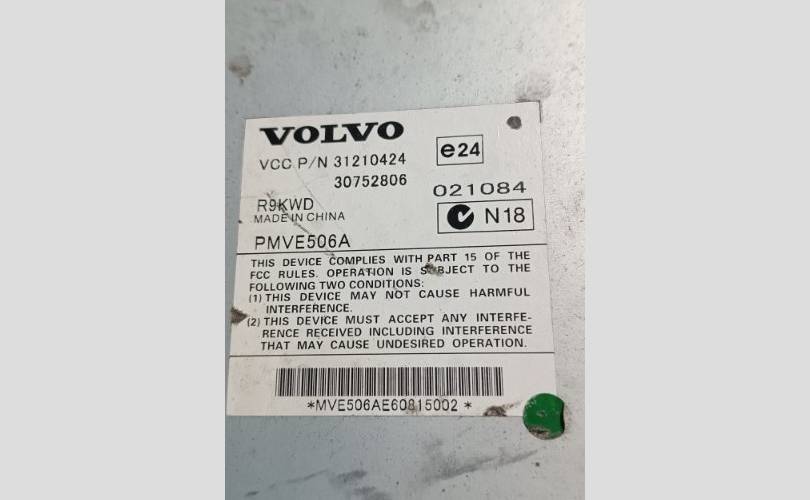 VOLVO
VCC P/N 31210424
30752806
e24
021084
R9KWD
MADE IN CHINA
N18
PMVE506A
THIS DEVICE COMPLIES WITH PART 15 OF THE
FCC RULES. OPERATION IS SUBJECT TO THE
FOLLOWING TWO CONDITIONS:
(1) THIS DEVICE MAY NOT CAUSE HARMFUL
INTERFERENCE.
(2) THIS DEVICE MUST ACCEPT ANY INTERFE-
RENCE RECEIVED INCLUDING INTERFERENCE
THAT MAY CAUSE UNDESIRED OPERATION.
*MVE506AE60815002*